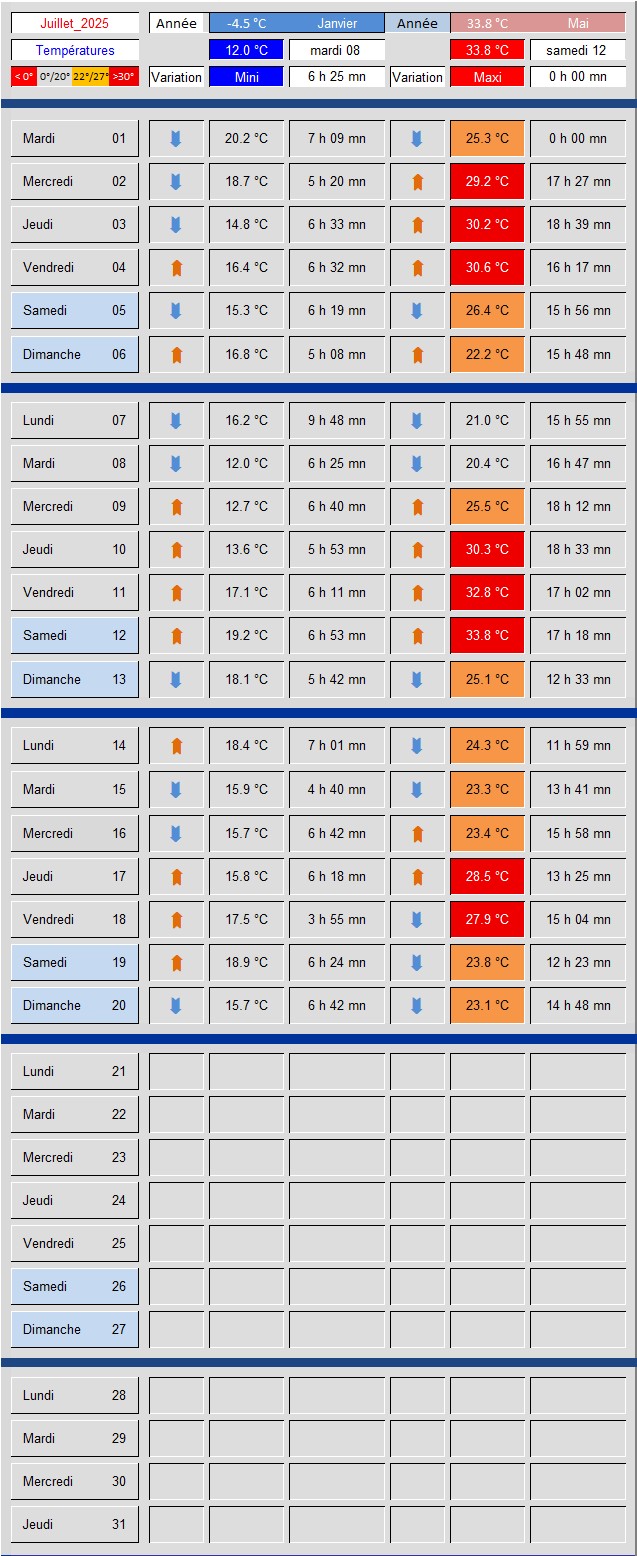 Juillet_2025 Année -4.5 °C Janvier Année 33.8 °C Mai
Températures 12.0 °C mardi 08 33.8 °C samedi 12
< 0° 0°/20° 22°/27° >30° Variation Mini 6 h 25 mn Variation Maxi 0 h 00 mn
Mardi 01 20.2 °C 7 h 09 mn 25.3 °C 0 h 00 mn
Mercredi 02 18.7 °C 5 h 20 mn 29.2 °C 17 h 27 mn
Jeudi 03 14.8 °C 6 h 33 mn 30.2 °C 18 h 39 mn
Vendredi 04 16.4 °C 6 h 32 mn 30.6 °C 16 h 17 mn
Samedi 05 15.3 °C 6 h 19 mn 26.4 °C 15 h 56 mn
Dimanche 06 16.8 °C 5 h 08 mn 22.2 °C 15 h 48 mn
Lundi 07 16.2 °C 9 h 48 mn 21.0 °C 15 h 55 mn
Mardi 08 12.0 °C 6 h 25 mn 20.4 °C 16 h 47 mn
Mercredi 09 12.7 °C 6 h 40 mn 25.5 °C 18 h 12 mn
Jeudi 10 13.6 °C 5 h 53 mn 30.3 °C 18 h 33 mn
Vendredi 11 17.1 °C 6 h 11 mn 32.8 °C 17 h 02 mn
Samedi 12 19.2 °C 6 h 53 mn 33.8 °C 17 h 18 mn
Dimanche 13 18.1 °C 5 h 42 mn 25.1 °C 12 h 33 mn
Lundi 14 18.4 °C 7 h 01 mn 24.3 °C 11 h 59 mn
Mardi 15 15.9 °C 4 h 40 mn 23.3 °C 13 h 41 mn
Mercredi 16 15.7 °C 6 h 42 mn 23.4 °C 15 h 58 mn
Jeudi 17 15.8 °C 6 h 18 mn 28.5 °C 13 h 25 mn
Vendredi 18 17.5 °C 3 h 55 mn 27.9 °C 15 h 04 mn
Samedi 19 18.9 °C 6 h 24 mn 23.8 °C 12 h 23 mn
Dimanche 20 15.7 °C 6 h 42 mn 23.1 °C 14 h 48 mn
Lundi 21
Mardi 22
Mercredi 23
Jeudi 24
Vendredi 25
Samedi 26
Dimanche 27
Lundi 28
Mardi 29
Mercredi 30
Jeudi 31